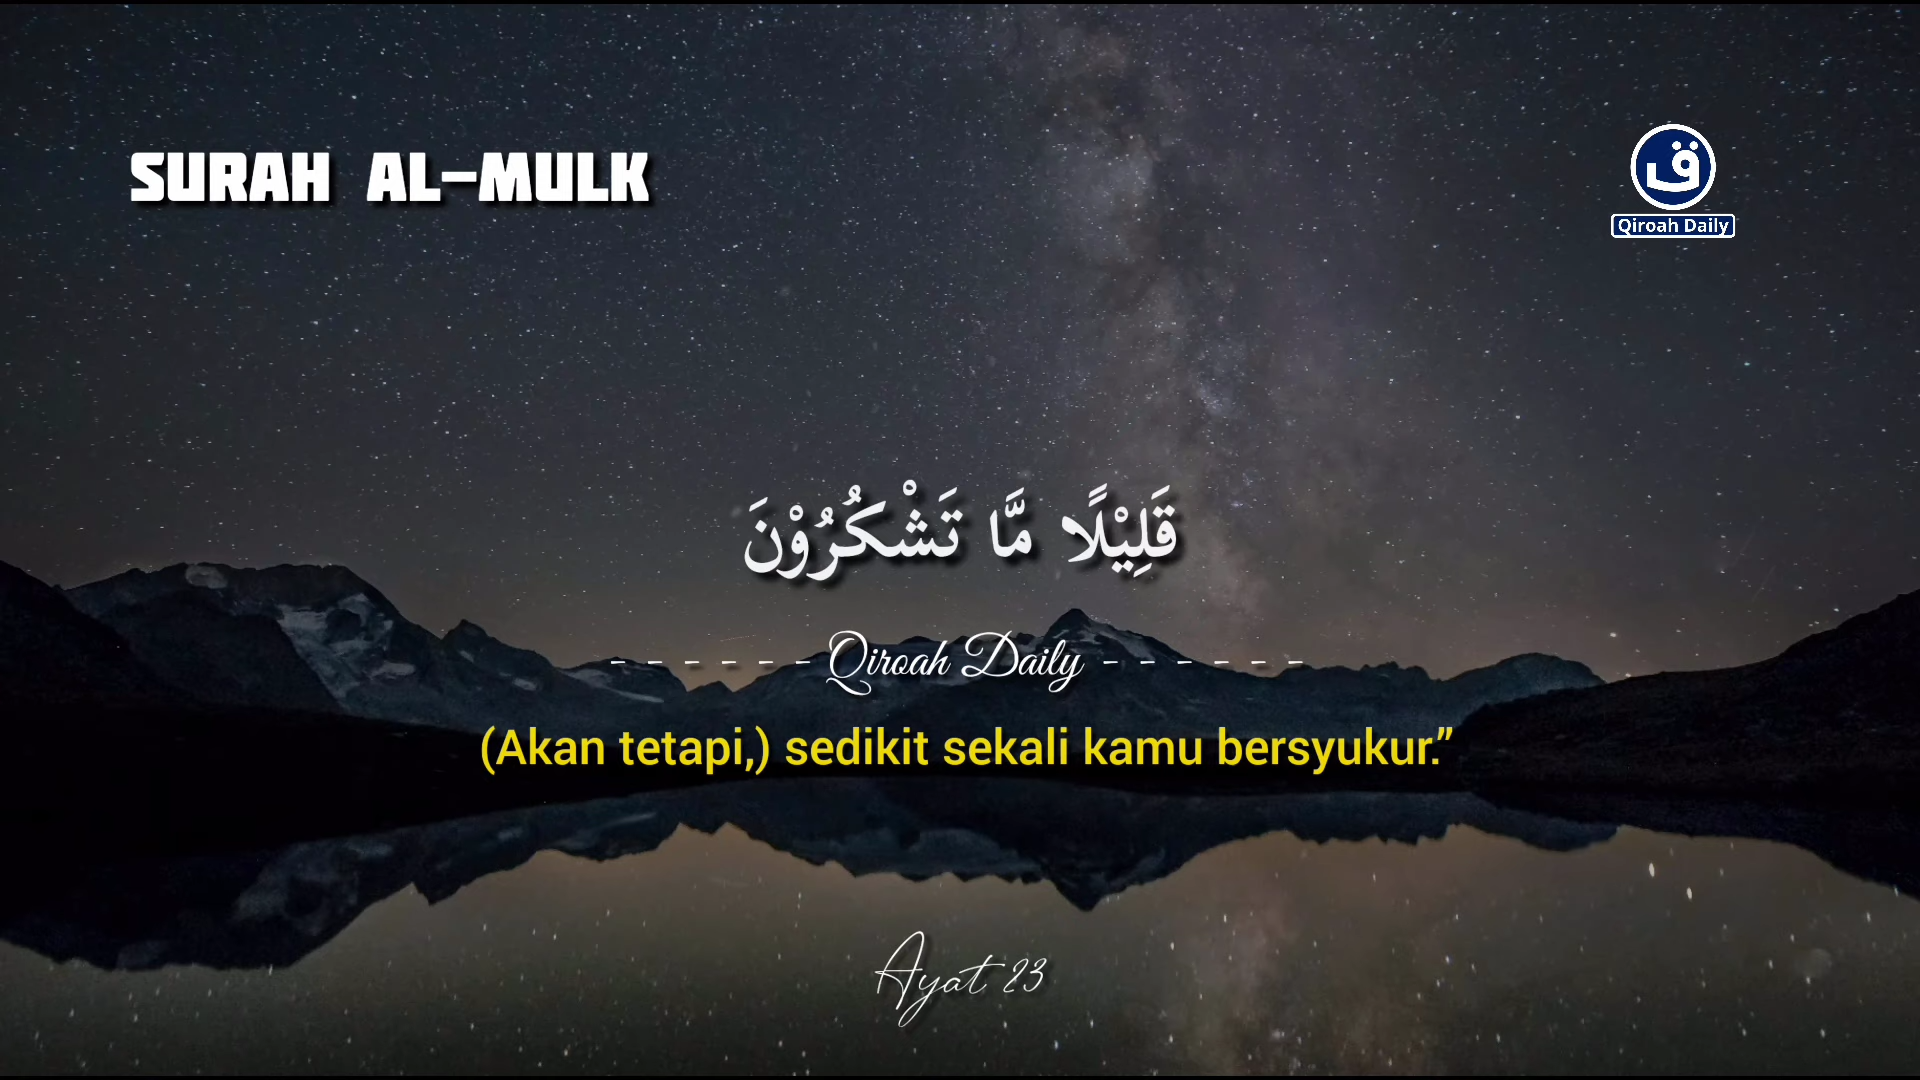 SURAH AL-MULK
ق
Qiroah Daily
قَلِيْلًا مَّا تَشْكُرُوْنَ
- - - - - - Qiroah Daily - - - - - -
(Akan tetapi,) sedikit sekali kamu bersyukur.”
Ayat 23